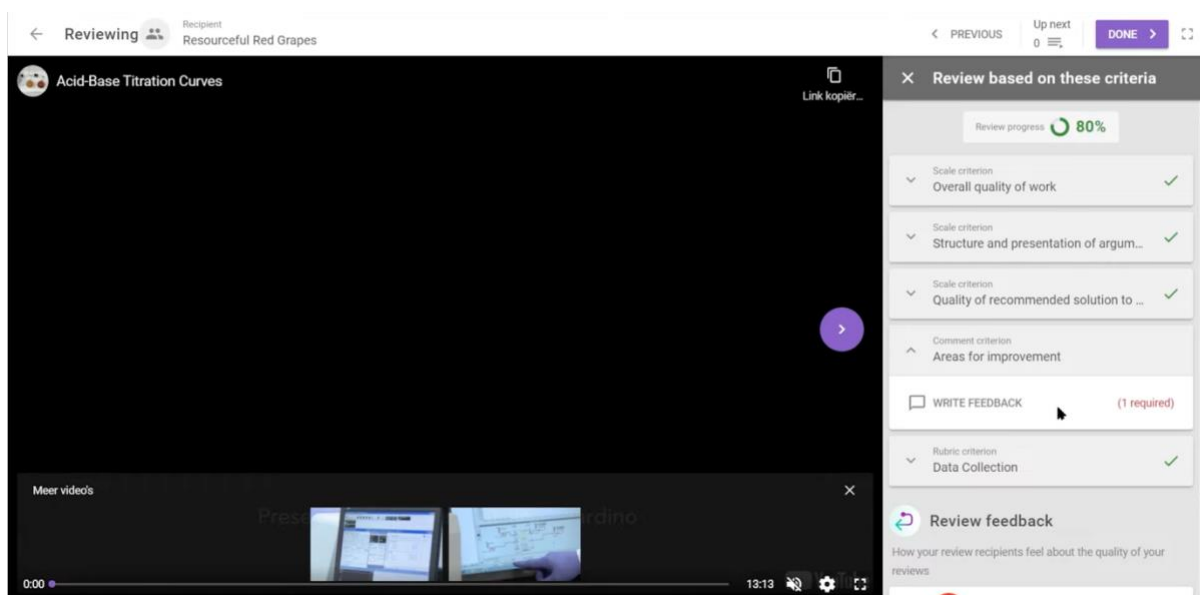 Reviewing
Recipient
Resourceful Red Grapes
PREVIOUS
Up next
0
DONE
Acid-Base Titration Curves
Link kopiër...
Review based on these criteria
Review progress 80%
Scale criterion
Overall quality of work
Scale criterion
Structure and presentation of argum...
Scale criterion
Quality of recommended solution to ...
Comment criterion
Areas for improvement
WRITE FEEDBACK (1 required)
Rubric criterion
Data Collection
Review feedback
How your review recipients feel about the quality of your
reviews
Meer video's
0:00
13:13